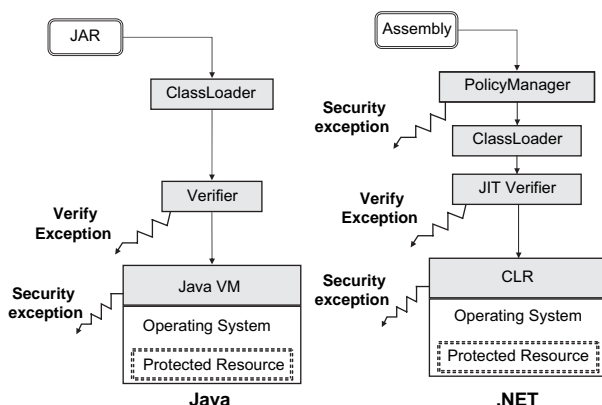 JAR
ClassLoader
Verifier
Verify
Exception
Java VM
Security
exception
Operating System
Protected Resource
Java
Assembly
PolicyManager
Security
exception
ClassLoader
JIT Verifier
Verify
Exception
CLR
Security
exception
Operating System
Protected Resource
.NET